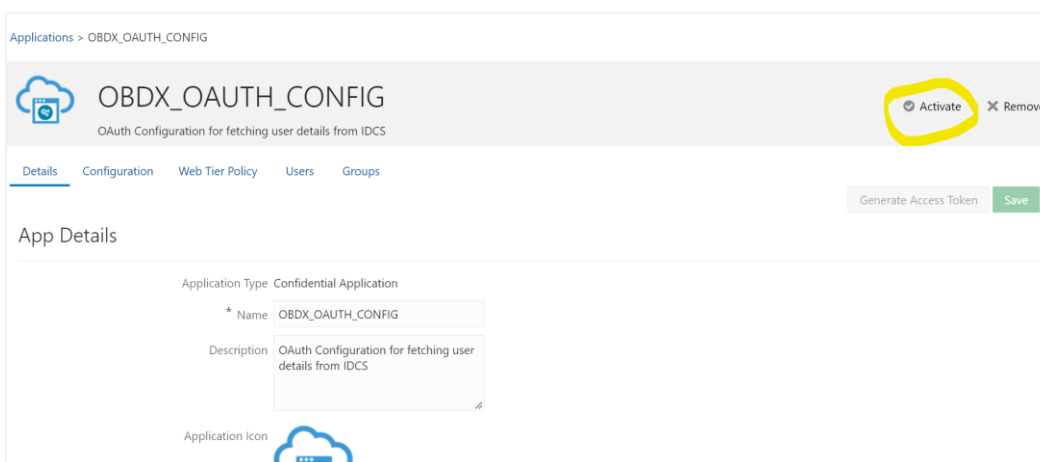 Applications > OBDX_OAUTH_CONFIG
OBDX_OAUTH_CONFIG
Activate
Remove
OAuth Configuration for fetching user details from IDCS
Details Configuration Web Tier Policy Users Groups
Generate Access Token Save
App Details
Application Type Confidential Application
* Name OBDX_OAUTH_CONFIG
Description OAuth Configuration for fetching user
details from IDCS
Application Icon